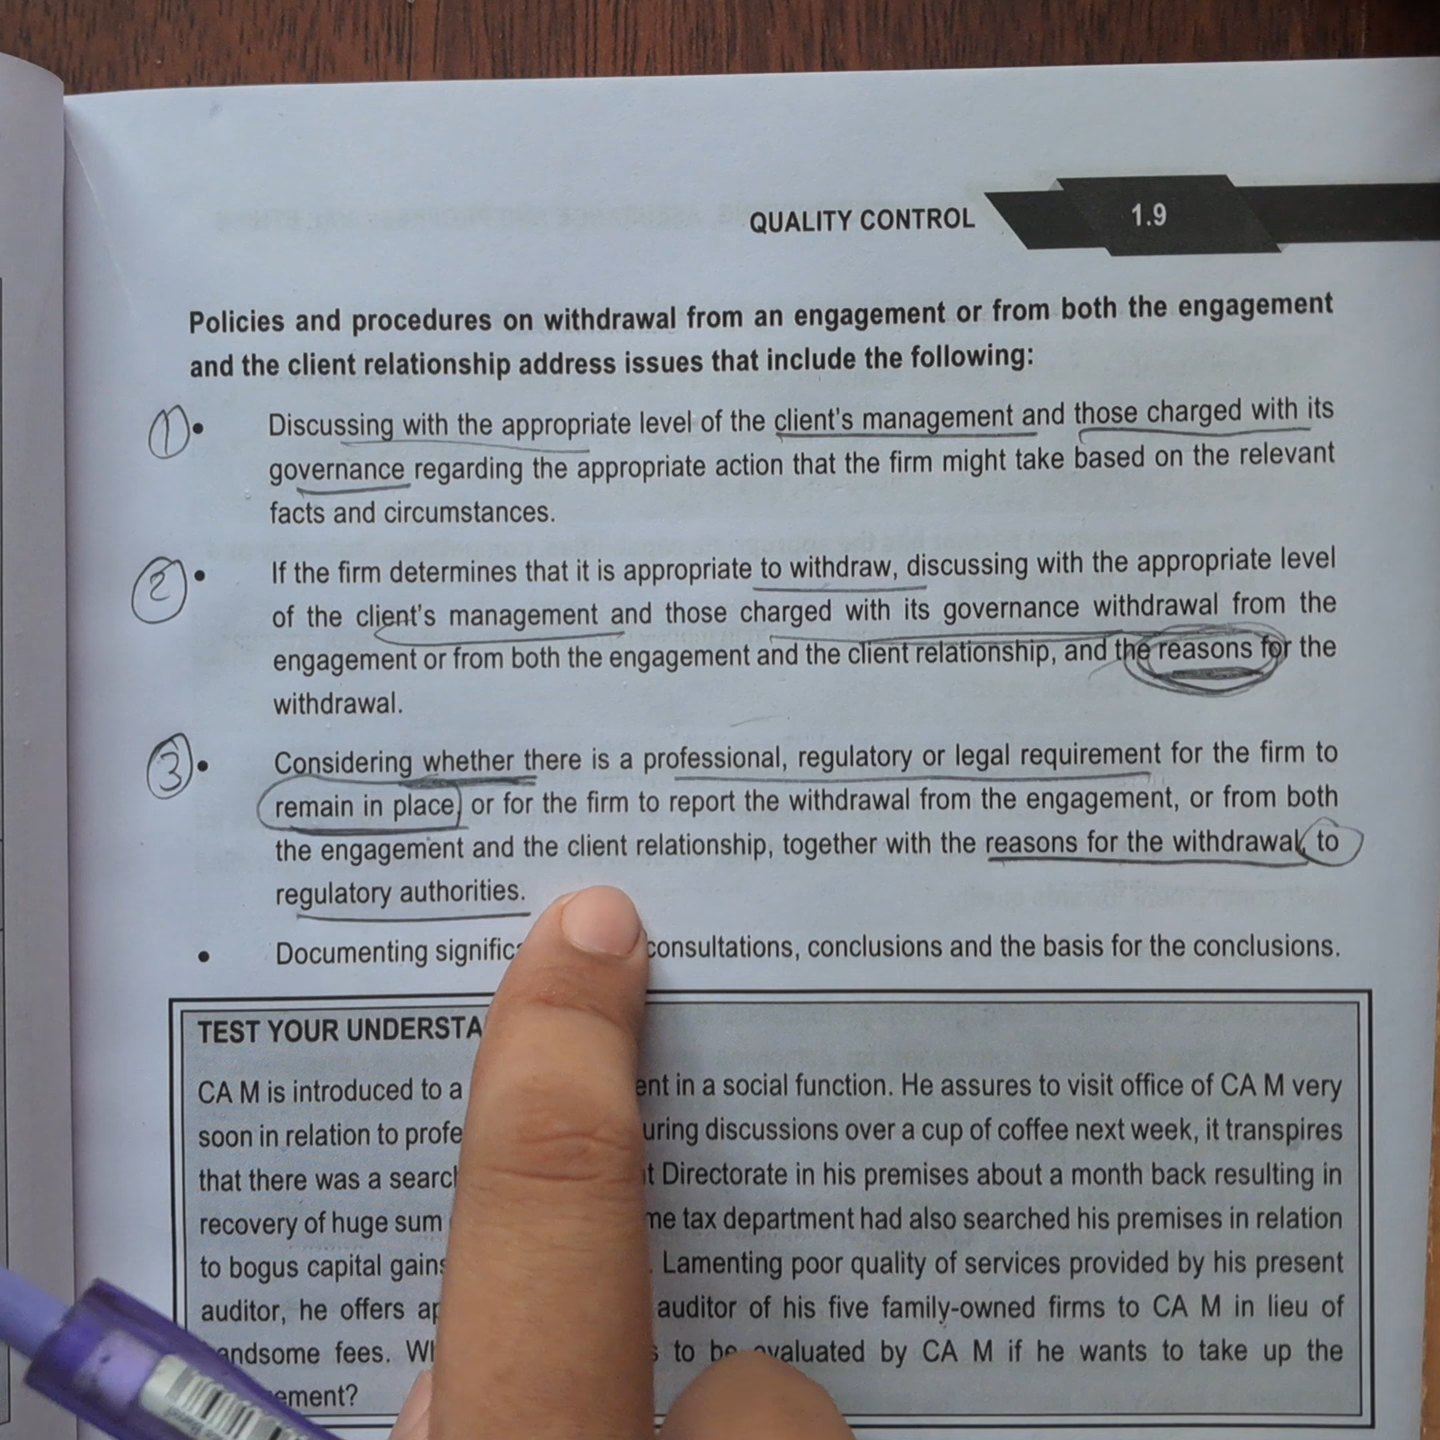 QUALITY CONTROL 1.9
Policies and procedures on withdrawal from an engagement or from both the engagement
and the client relationship address issues that include the following:
1 • Discussing with the appropriate level of the client's management and those charged with its
governance regarding the appropriate action that the firm might take based on the relevant
facts and circumstances.
2 • If the firm determines that it is appropriate to withdraw, discussing with the appropriate level
of the client's management and those charged with its governance withdrawal from the
engagement or from both the engagement and the client relationship, and the reasons for the
withdrawal.
3 • Considering whether there is a professional, regulatory or legal requirement for the firm to
remain in place or for the firm to report the withdrawal from the engagement, or from both
the engagement and the client relationship, together with the reasons for the withdrawal, to
regulatory authorities.
• Documenting consultations, conclusions and the basis for the conclusions.
TEST YOUR
CA M is introduced to a in a social function. He assures to visit office of CA M very
soon in relation to discussions over a cup of coffee next week, it transpires
that there was a Directorate in his premises about a month back resulting in
recovery of huge sum tax department had also searched his premises in relation
to bogus capital Lamenting poor quality of services provided by his present
auditor, he offers auditor of his five family-owned firms to CA M in lieu of
fees. to be evaluated by CA M if he wants to take up the